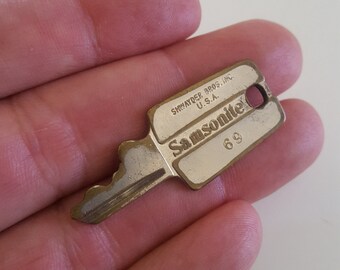 SHWAYDER BROS. INC.
U.S.A.
Samsonite
69